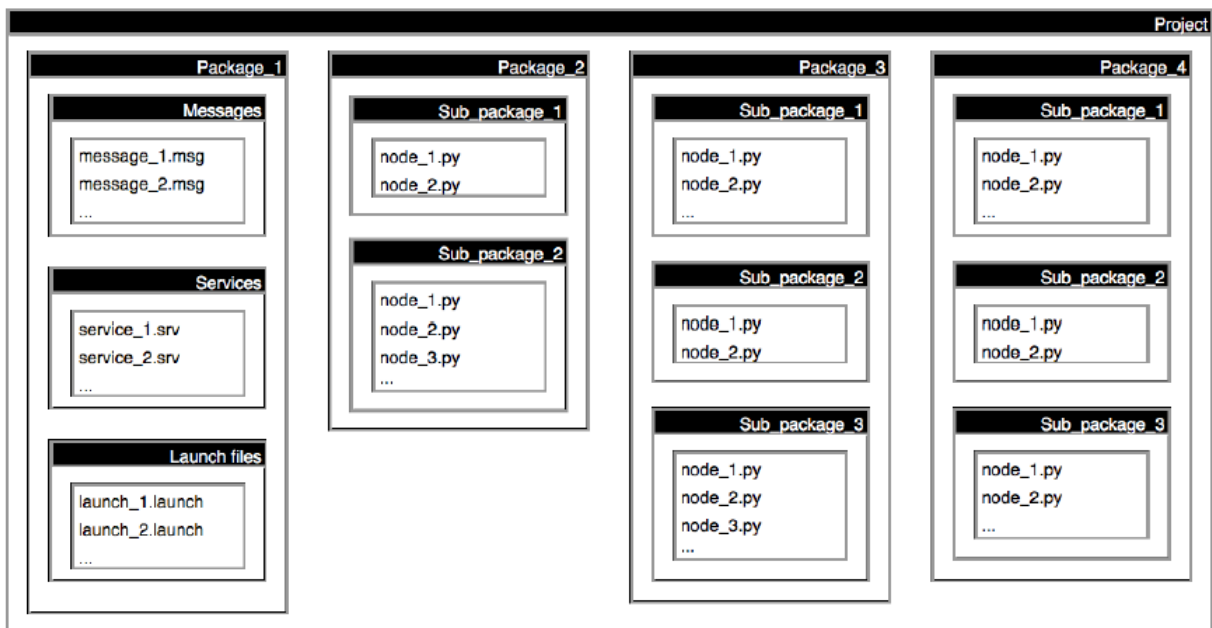 Project
Package_1
Messages
message_1.msg
message_2.msg
...
Services
service_1.srv
service_2.srv
...
Launch files
launch_1.launch
launch_2.launch
...
Package_2
Sub_package_1
node_1.py
node_2.py
Sub_package_2
node_1.py
node_2.py
node_3.py
...
Package_3
Sub_package_1
node_1.py
node_2.py
...
Sub_package_2
node_1.py
node_2.py
Sub_package_3
node_1.py
node_2.py
node_3.py
...
Package_4
Sub_package_1
node_1.py
node_2.py
...
Sub_package_2
node_1.py
node_2.py
Sub_package_3
node_1.py
node_2.py
...